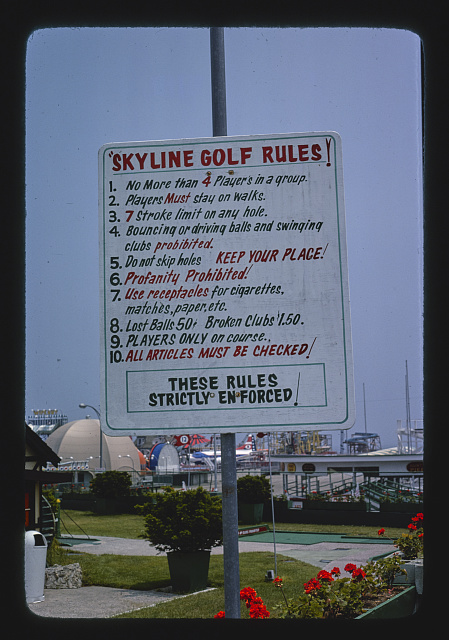 "SKYLINE GOLF RULES!
1. No More than 4 Players in a group.
2. Players Must stay on walks.
3. 7 Stroke limit on any hole.
4. Bouncing or driving balls and swinging
clubs prohibited.
5. Do not skip holes KEEP YOUR PLACE!
6. Profanity Prohibited!
7. Use receptacles for cigarettes,
matches, paper, etc.
8. Lost Balls 50¢ Broken Clubs $1.50.
9. PLAYERS ONLY on course.
10. ALL ARTICLES MUST BE CHECKED!
THESE RULES
STRICTLY ENFORCED!